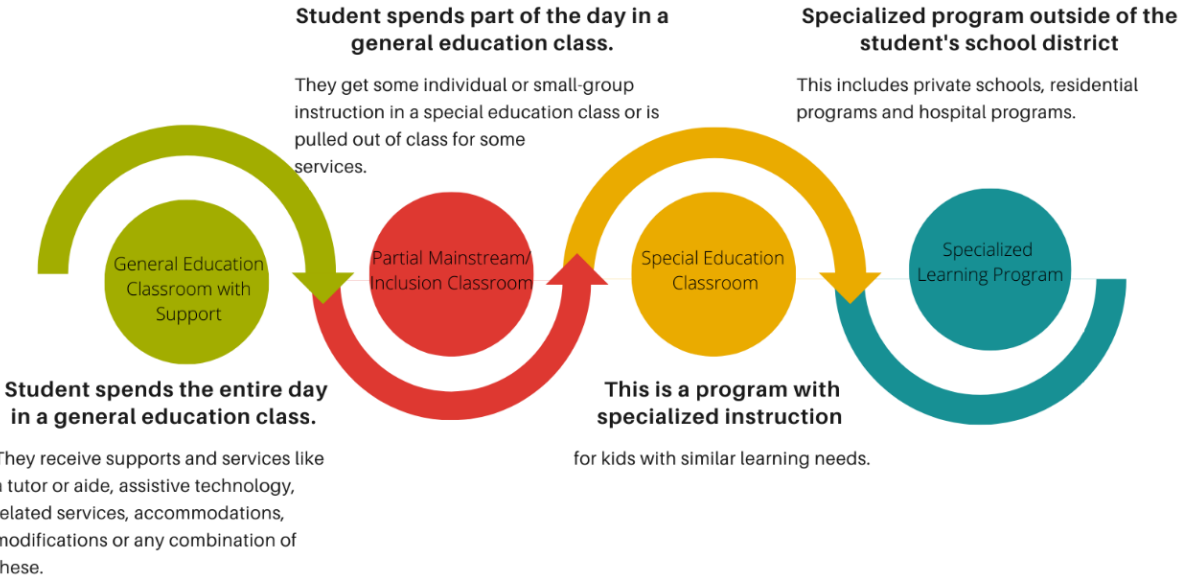 Student spends part of the day in a
general education class.
They get some individual or small-group
instruction in a special education class or is
pulled out of class for some
services.
Specialized program outside of the
student's school district
This includes private schools, residential
programs and hospital programs.
General Education
Classroom with
Support
Partial Mainstream/
Inclusion Classroom
Special Education
Classroom
Specialized
Learning Program
Student spends the entire day
in a general education class.
They receive supports and services like
a tutor or aide, assistive technology,
related services, accommodations,
modifications or any combination of
these.
This is a program with
specialized instruction
for kids with similar learning needs.